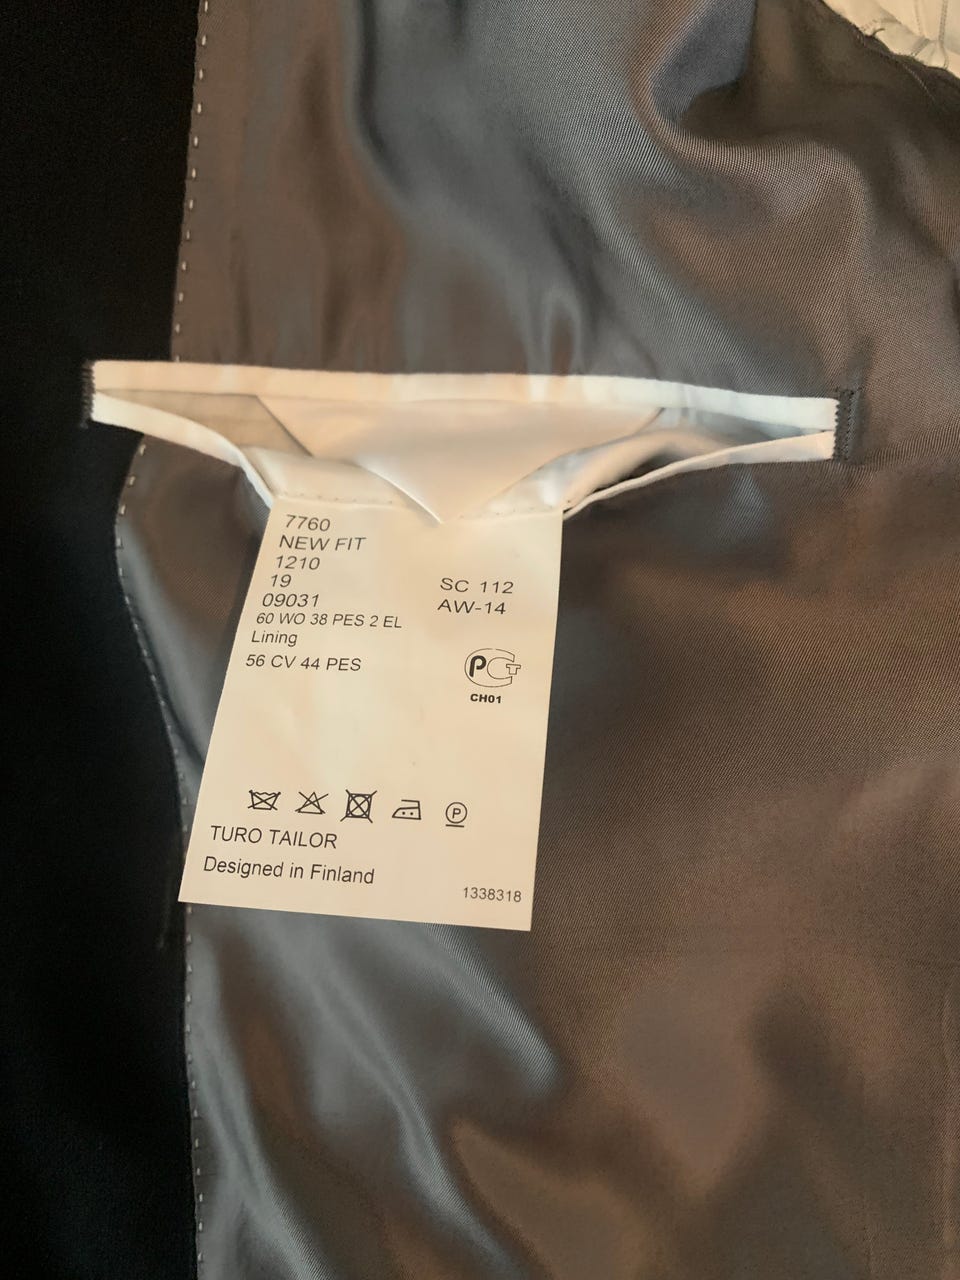 7760
NEW FIT
1210
19
09031
60 WO 38 PES 2 EL
Lining
56 CV 44 PES
SC 112
AW-14
PCT
CH01
P
TURO TAILOR
Designed in Finland
1338318